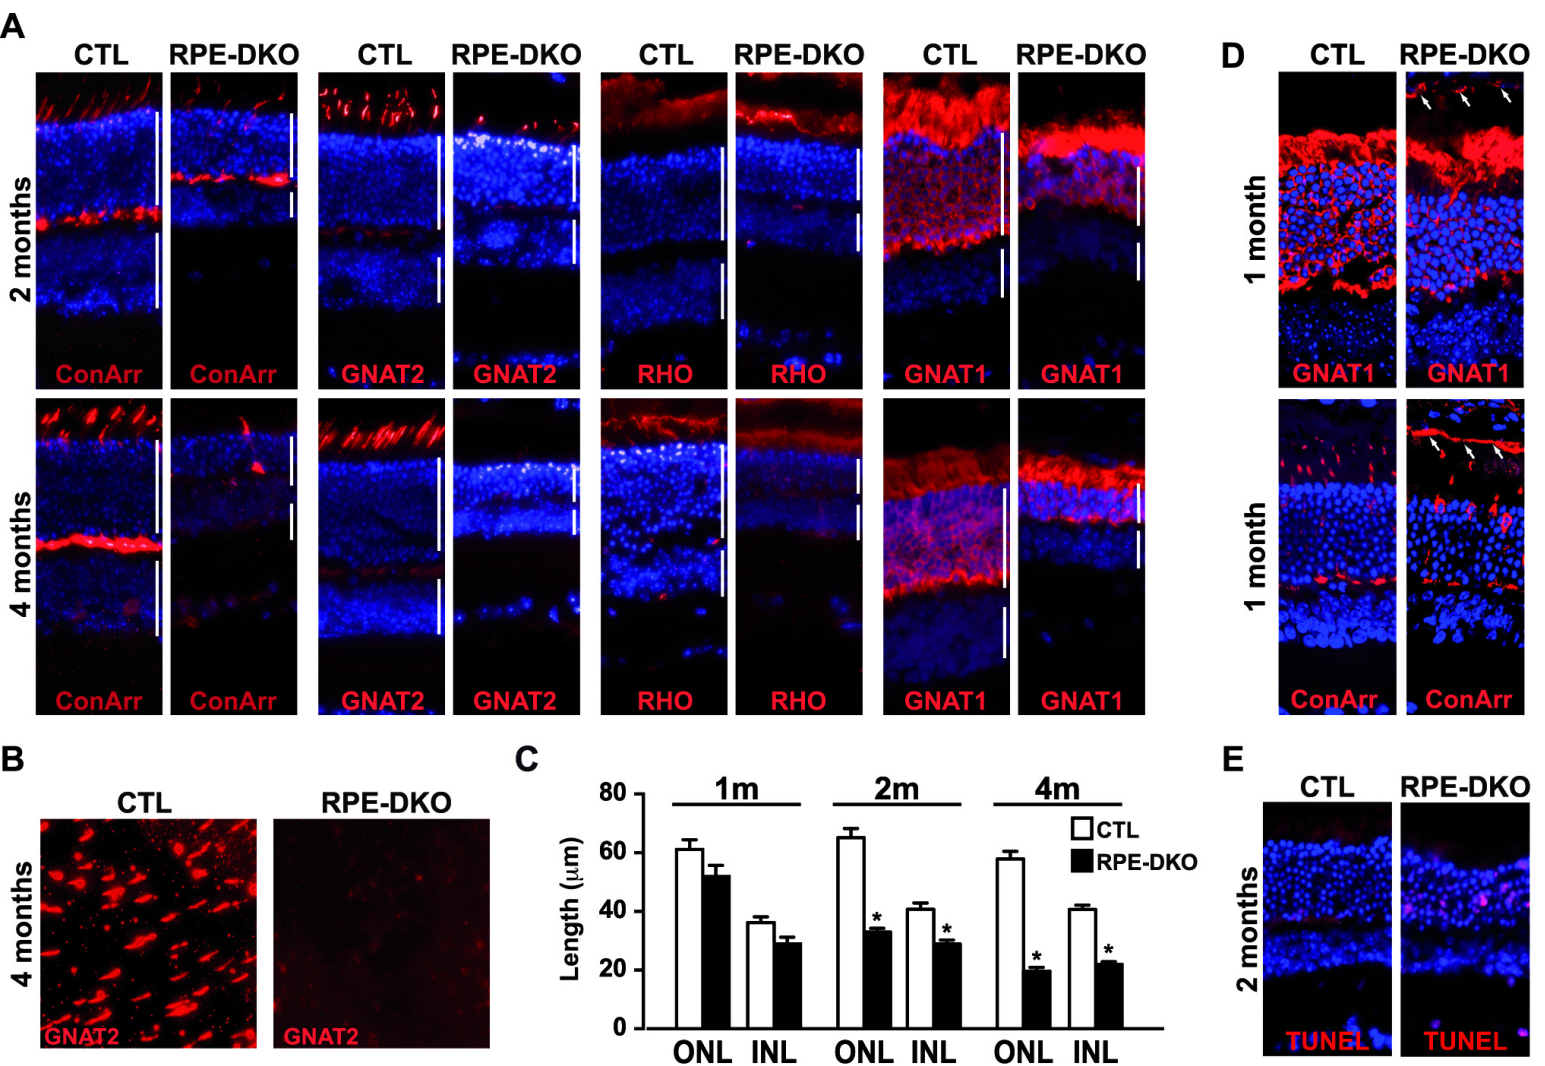 A
CTL RPE-DKO CTL RPE-DKO CTL RPE-DKO CTL RPE-DKO
2 months
ConArr ConArr GNAT2 GNAT2 RHO RHO GNAT1 GNAT1
4 months
ConArr ConArr GNAT2 GNAT2 RHO RHO GNAT1 GNAT1
D
CTL RPE-DKO
1 month
GNAT1 GNAT1
1 month
ConArr ConArr
B
CTL RPE-DKO
4 months
GNAT2 GNAT2
C
1m 2m 4m
80
60
40
20
0
Length (μm)
CTL
RPE-DKO
* * * *
ONL INL ONL INL ONL INL
E
CTL RPE-DKO
2 months
TUNEL TUNEL